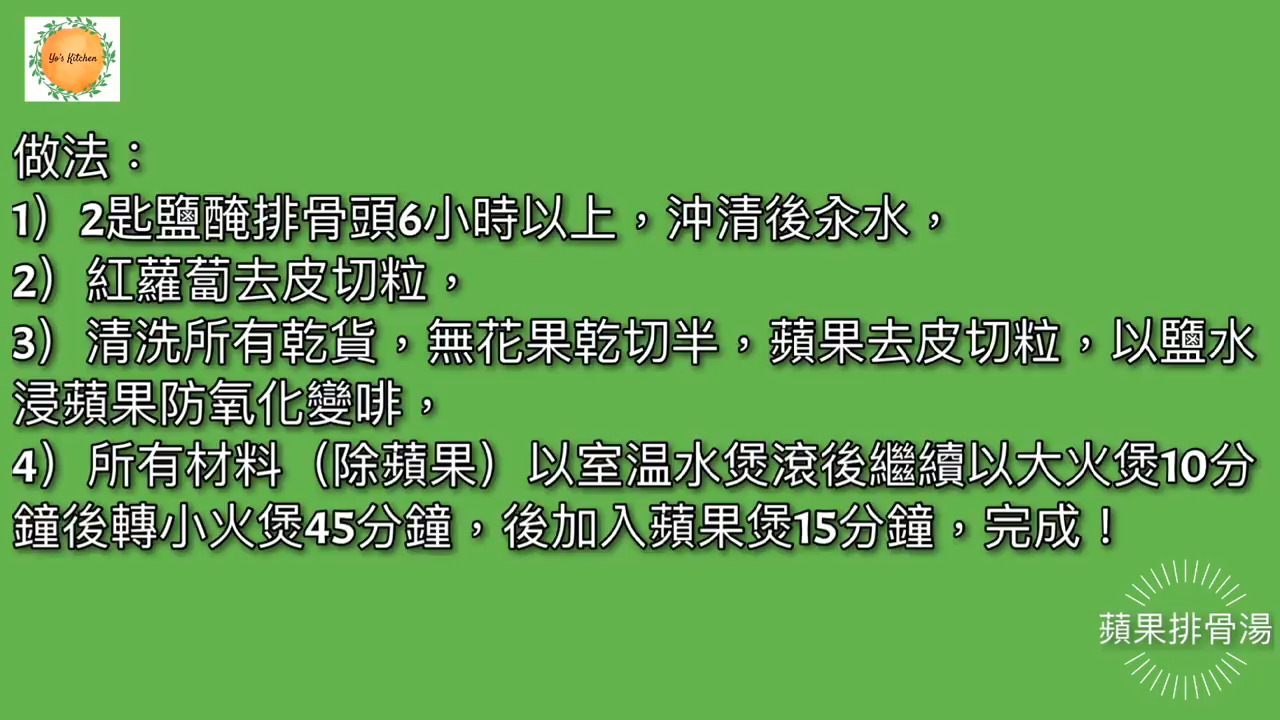 Yo's Kitchen
做法：
1）2匙鹽醃排骨頭6小時以上，沖清後汆水，
2）紅蘿蔔去皮切粒，
3）清洗所有乾貨，無花果乾切半，蘋果去皮切粒，以鹽水
浸蘋果防氧化變啡，
4）所有材料（除蘋果）以室温水煲滾後繼續以大火煲10分
鐘後轉小火煲45分鐘，後加入蘋果煲15分鐘，完成！
蘋果排骨湯